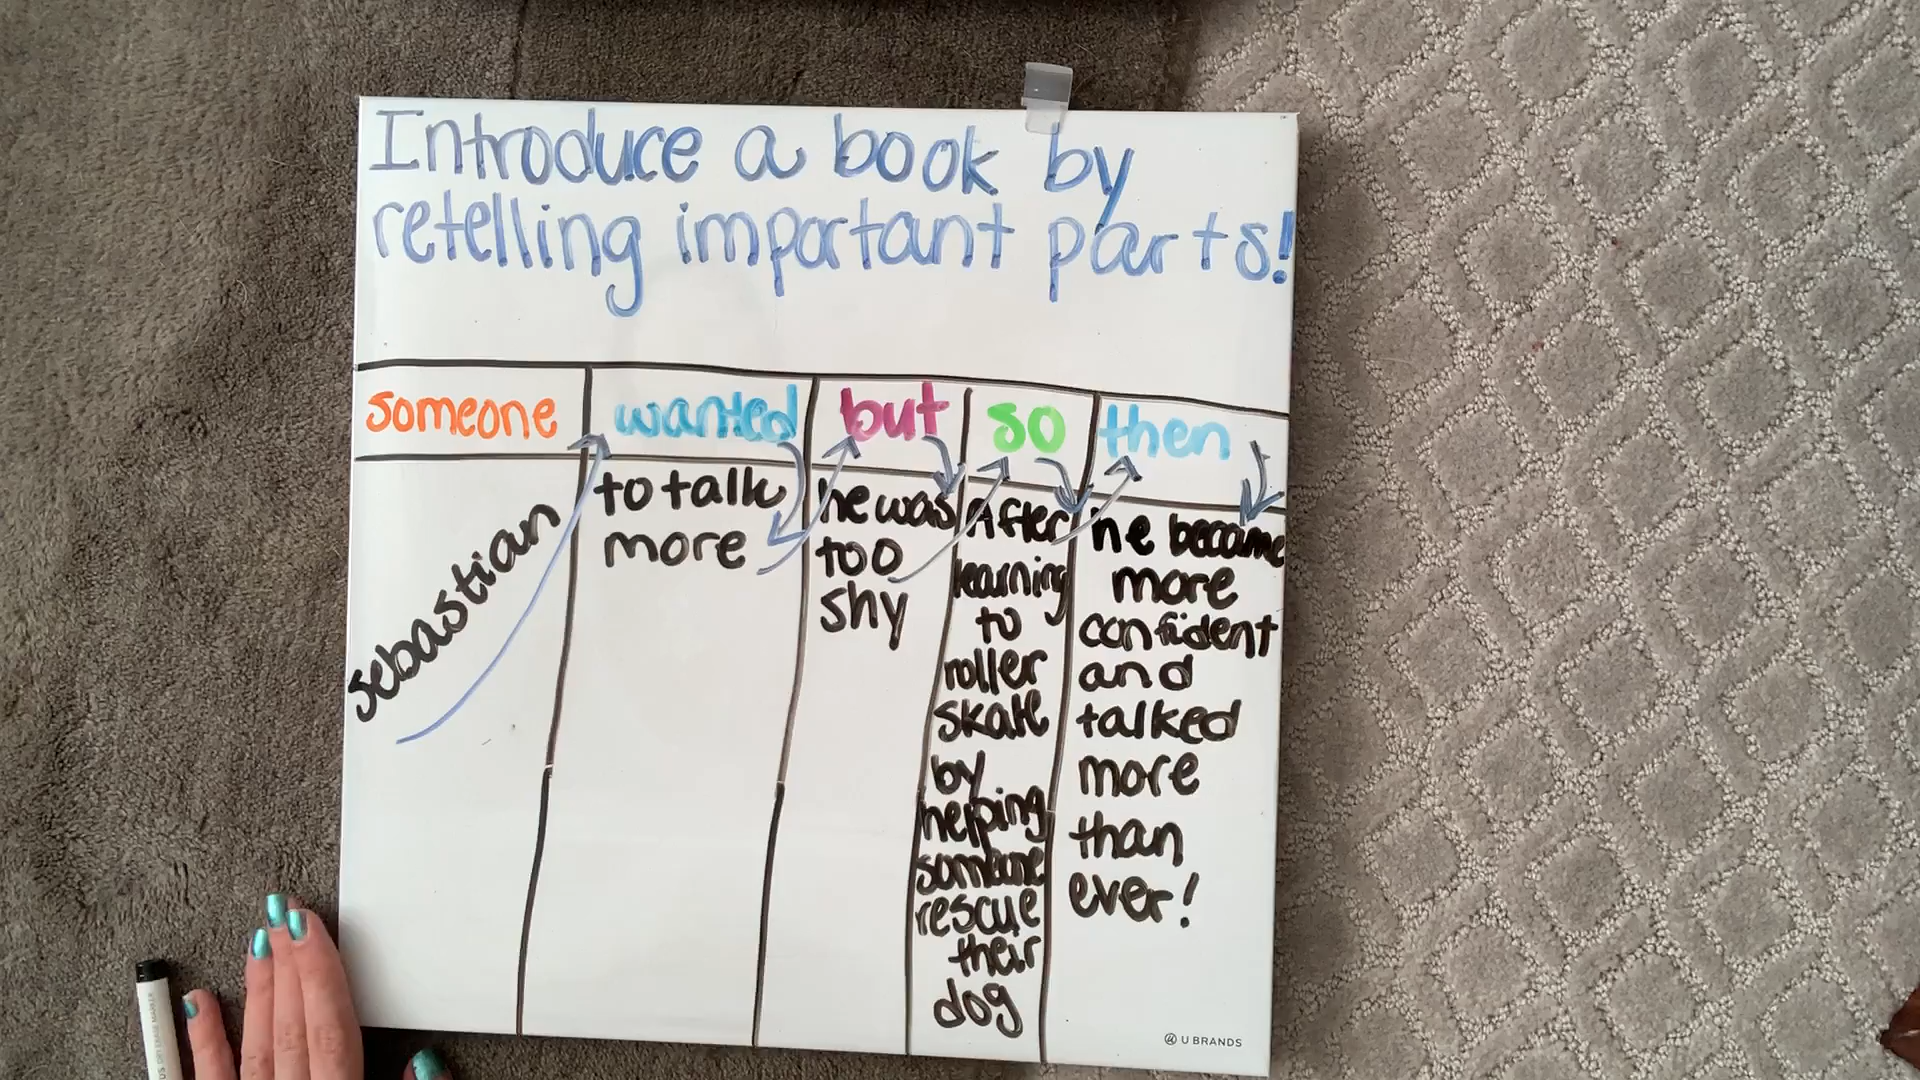 Introduce a book by
retelling important parts!
someone
wanted
but
so
then
sebastian
to talk
more
he was
too
shy
After
learning
to
roller
skate
by
helping
someone
rescue
their
dog
he became
more
confident
and
talked
more
than
ever!
U BRANDS